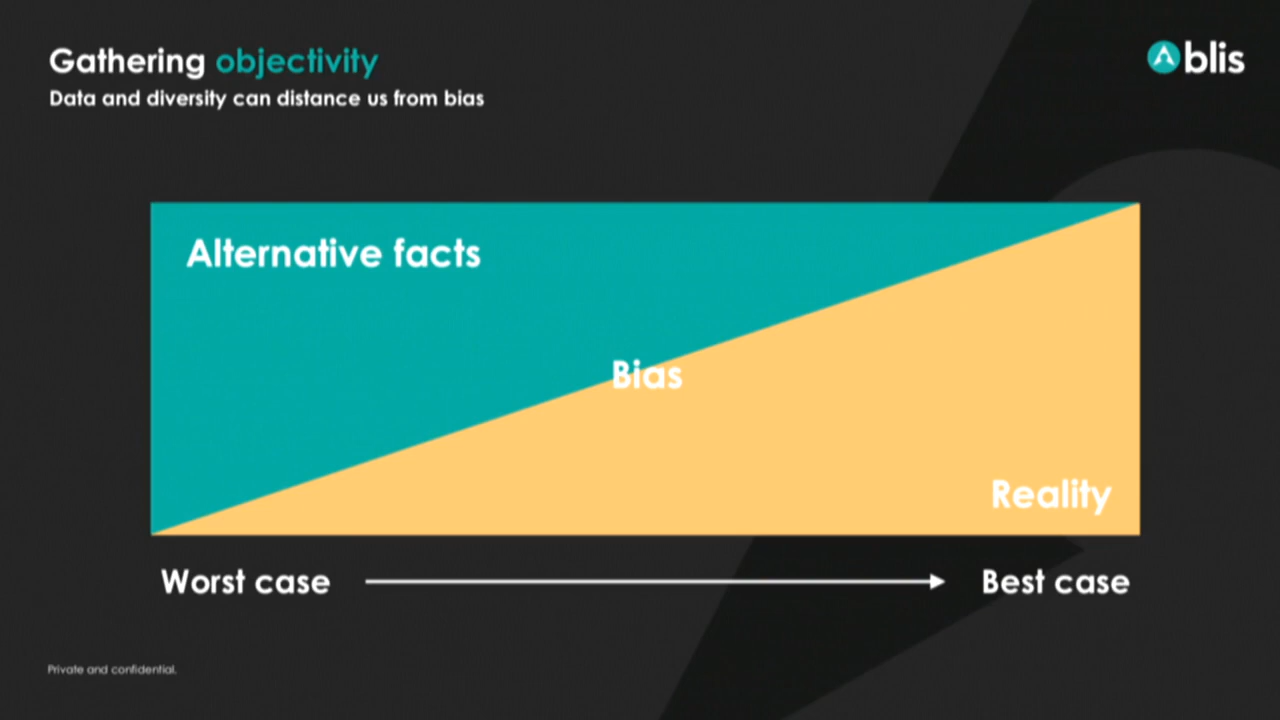 Gathering objectivity
Data and diversity can distance us from bias
blis
Alternative facts
Bias
Reality
Worst case
Best case
Private and confidential.